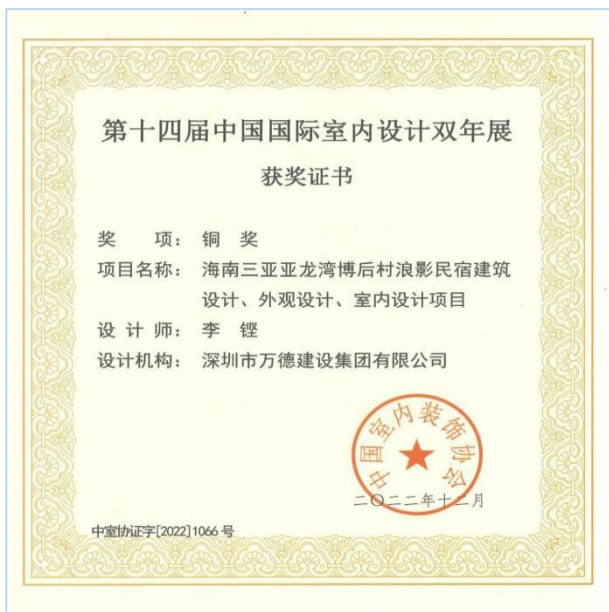 第十四届中国国际室内设计双年展
获奖证书
奖 项： 铜 奖
项目名称： 海南三亚亚龙湾博后村浪影民宿建筑
设计、外观设计、室内设计项目
设 计 师： 李 铿
设计机构： 深圳市万德建设集团有限公司
中国室内装饰协会
二〇二二年十二月
中室协证字[2022]1066 号